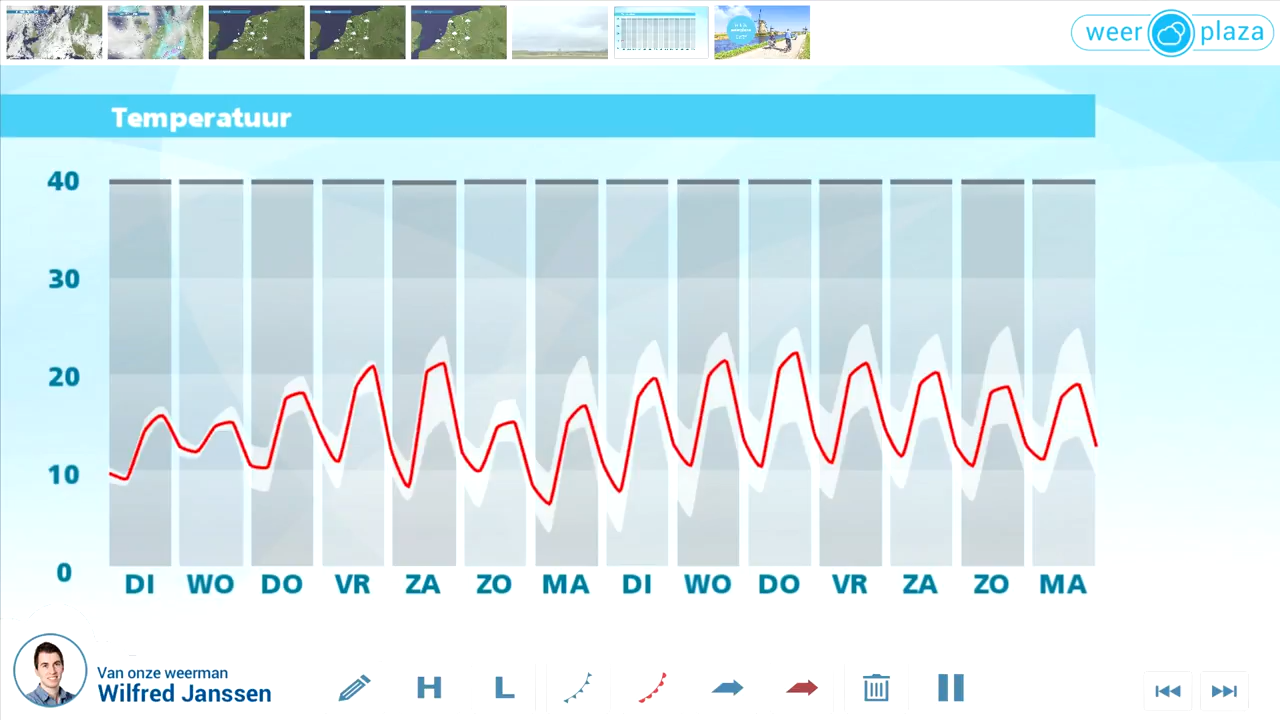 weer plaza
Temperatuur
40
30
20
10
0
DI WO DO VR ZA ZO MA DI WO DO VR ZA ZO MA
Van onze weerman
Wilfred Janssen
H L